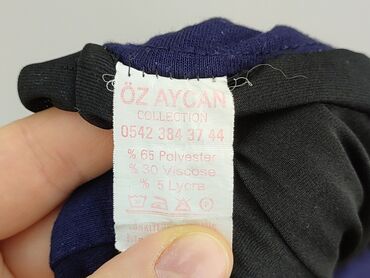 ÖZ AYCAN
COLLECTION
0542 384 37 44
% 65 Polyester
% 30 Viscose
% 5 Lycra